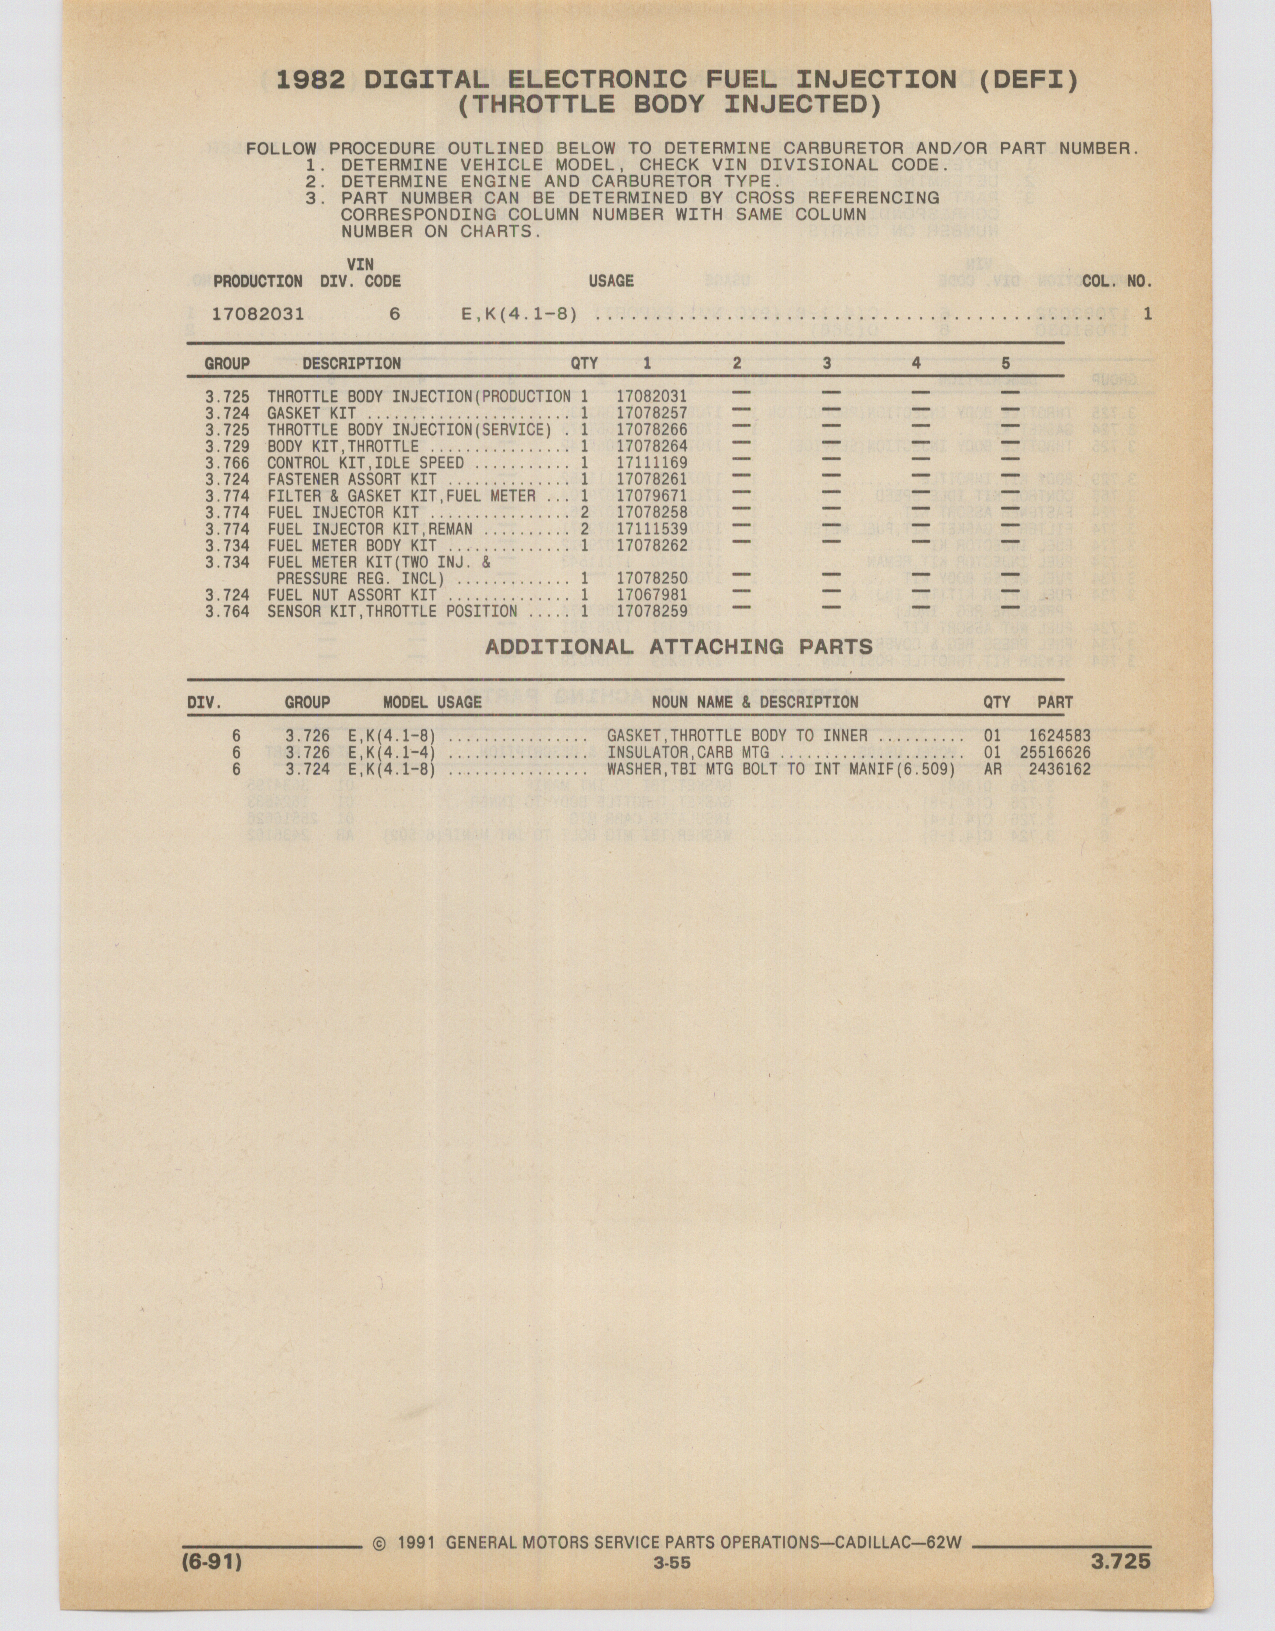 1982 DIGITAL ELECTRONIC FUEL INJECTION (DEFI)
(THROTTLE BODY INJECTED)
FOLLOW PROCEDURE OUTLINED BELOW TO DETERMINE CARBURETOR AND/OR PART NUMBER.
1. DETERMINE VEHICLE MODEL, CHECK VIN DIVISIONAL CODE.
2. DETERMINE ENGINE AND CARBURETOR TYPE.
3. PART NUMBER CAN BE DETERMINED BY CROSS REFERENCING
CORRESPONDING COLUMN NUMBER WITH SAME COLUMN
NUMBER ON CHARTS.
VIN
PRODUCTION DIV. CODE USAGE COL. NO.
17082031 6 E,K(4.1-8) .............................................. 1
GROUP DESCRIPTION QTY 1 2 3 4 5
3.725 THROTTLE BODY INJECTION(PRODUCTION 1 17082031 — — — —
3.724 GASKET KIT ....................... 1 17078257 — — — —
3.725 THROTTLE BODY INJECTION(SERVICE) . 1 17078266 — — — —
3.729 BODY KIT,THROTTLE ................ 1 17078264 — — — —
3.766 CONTROL KIT,IDLE SPEED ........... 1 17111169 — — — —
3.724 FASTENER ASSORT KIT .............. 1 17078261 — — — —
3.774 FILTER & GASKET KIT,FUEL METER ... 1 17079671 — — — —
3.774 FUEL INJECTOR KIT ................ 2 17078258 — — — —
3.774 FUEL INJECTOR KIT,REMAN .......... 2 17111539 — — — —
3.734 FUEL METER BODY KIT .............. 1 17078262 — — — —
3.734 FUEL METER KIT(TWO INJ. &
PRESSURE REG. INCL) ............. 1 17078250 — — — —
3.724 FUEL NUT ASSORT KIT .............. 1 17067981 — — — —
3.764 SENSOR KIT,THROTTLE POSITION ..... 1 17078259 — — — —
ADDITIONAL ATTACHING PARTS
DIV. GROUP MODEL USAGE NOUN NAME & DESCRIPTION QTY PART
6 3.726 E,K(4.1-8) ................ GASKET,THROTTLE BODY TO INNER .......... 01 1624583
6 3.726 E,K(4.1-4) ................ INSULATOR,CARB MTG ..................... 01 25516626
6 3.724 E,K(4.1-8) ................ WASHER,TBI MTG BOLT TO INT MANIF(6.509) AR 2436162
© 1991 GENERAL MOTORS SERVICE PARTS OPERATIONS—CADILLAC—62W
(6-91) 3-55 3.725